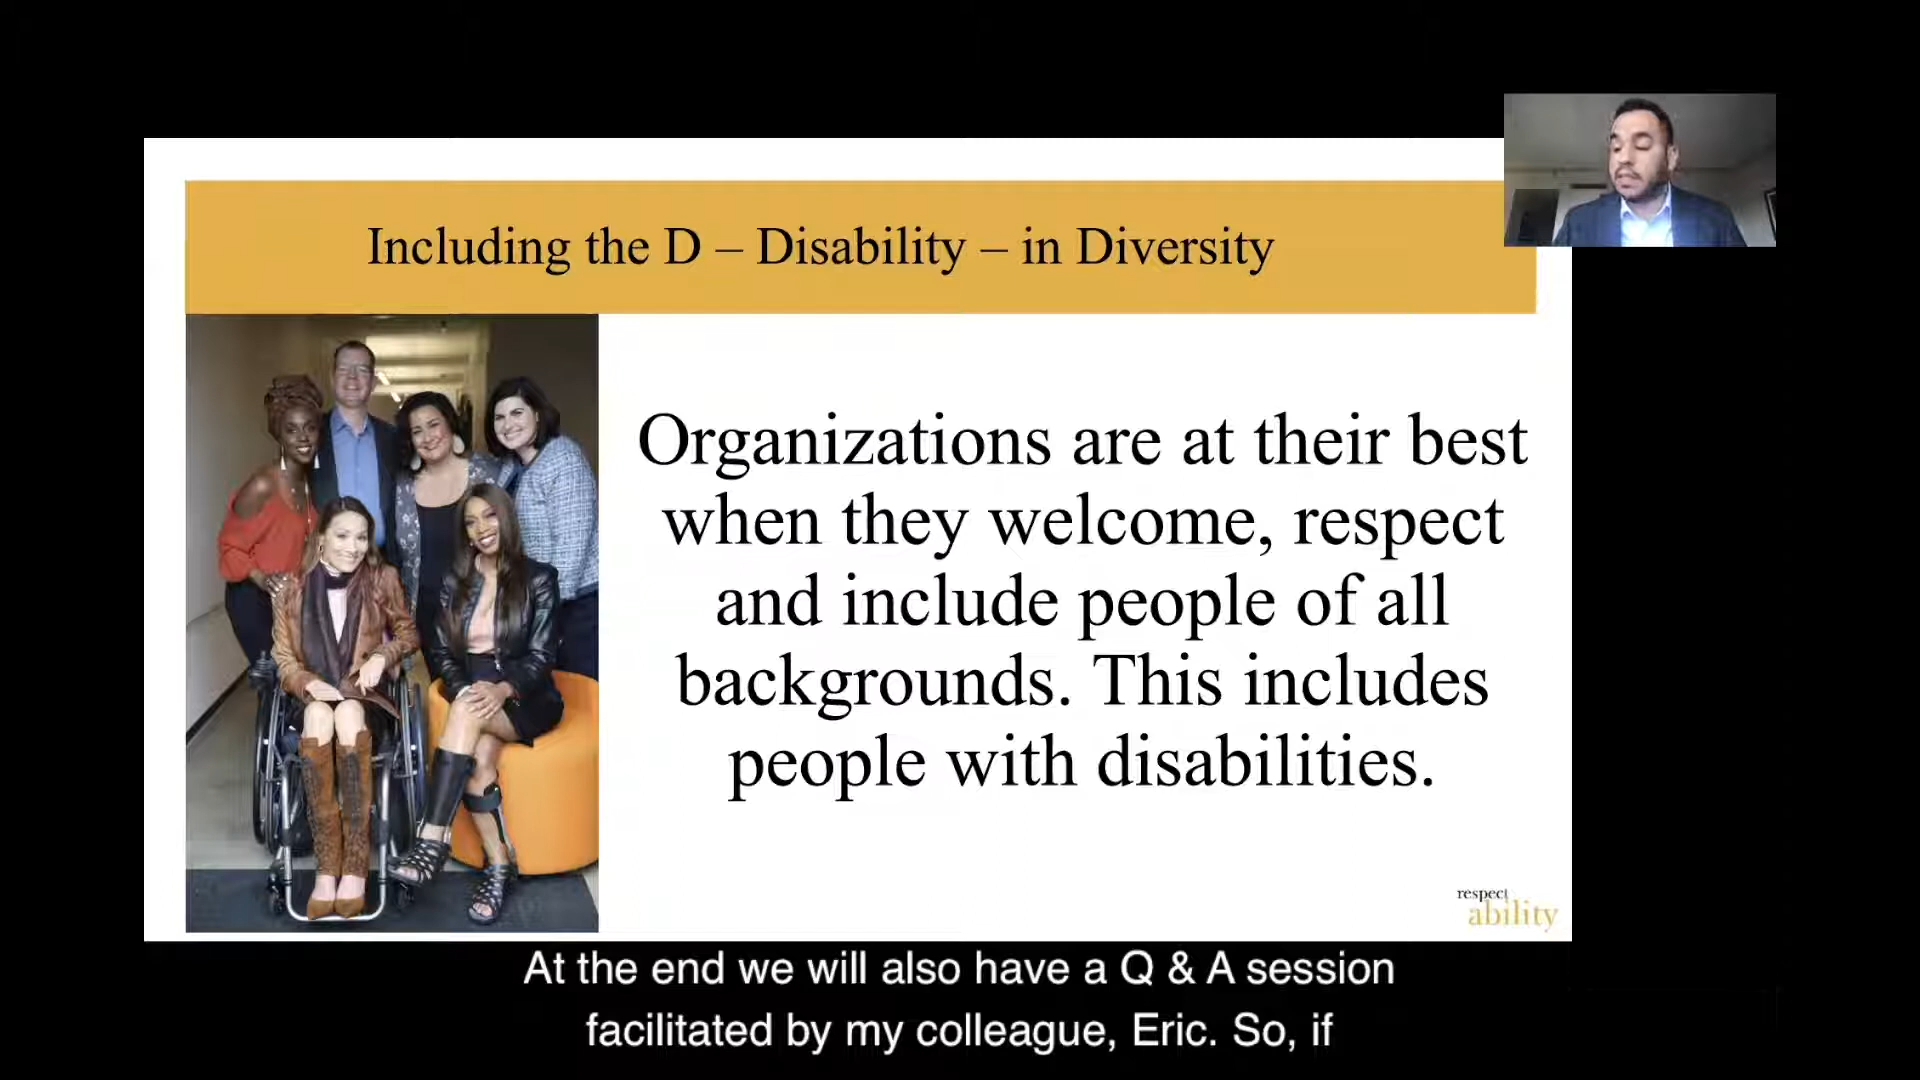 Including the D – Disability – in Diversity
Organizations are at their best
when they welcome, respect
and include people of all
backgrounds. This includes
people with disabilities.
respect
ability
At the end we will also have a Q & A session
facilitated by my colleague, Eric. So, if